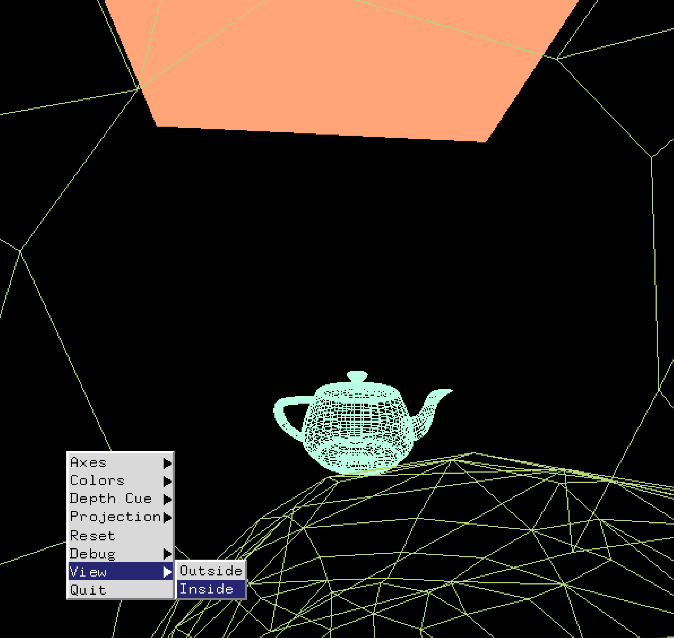 Axes
Colors
Depth Cue
Projection
Reset
Debug
View
Quit
Outside
Inside